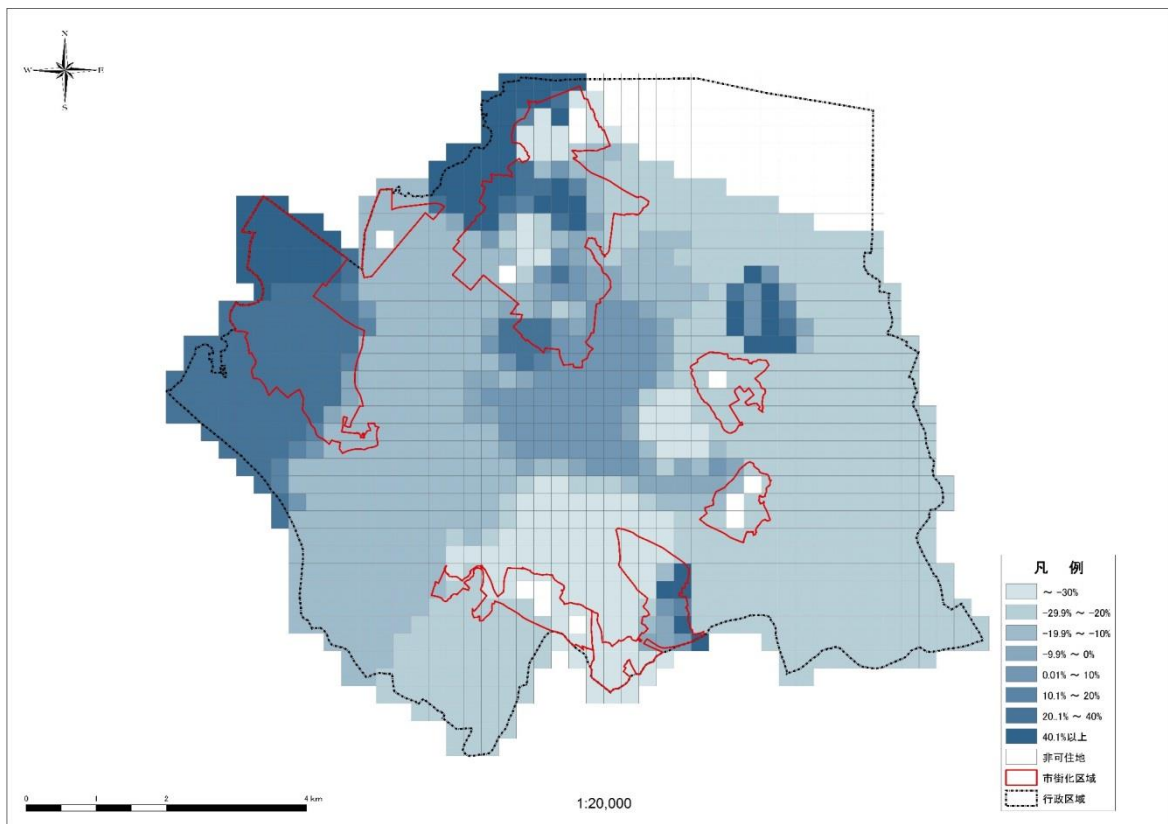 N
W E
S
凡 例
～ -30%
-29.9% ～ -20%
-19.9% ～ -10%
-9.9% ～ 0%
0.01% ～ 10%
10.1% ～ 20%
20..1% ～ 40%
40.1%以上
非可住地
市街化区域
行政区域
0 1 2 4 km
1:20,000